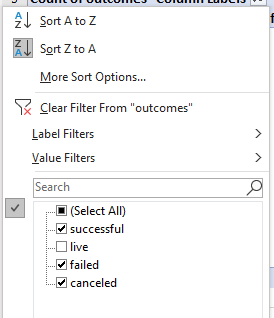 Count of outcomes Column Labels
Sort A to Z
Sort Z to A
More Sort Options...
Clear Filter From "outcomes"
Label Filters
Value Filters
Search
(Select All)
successful
live
failed
canceled